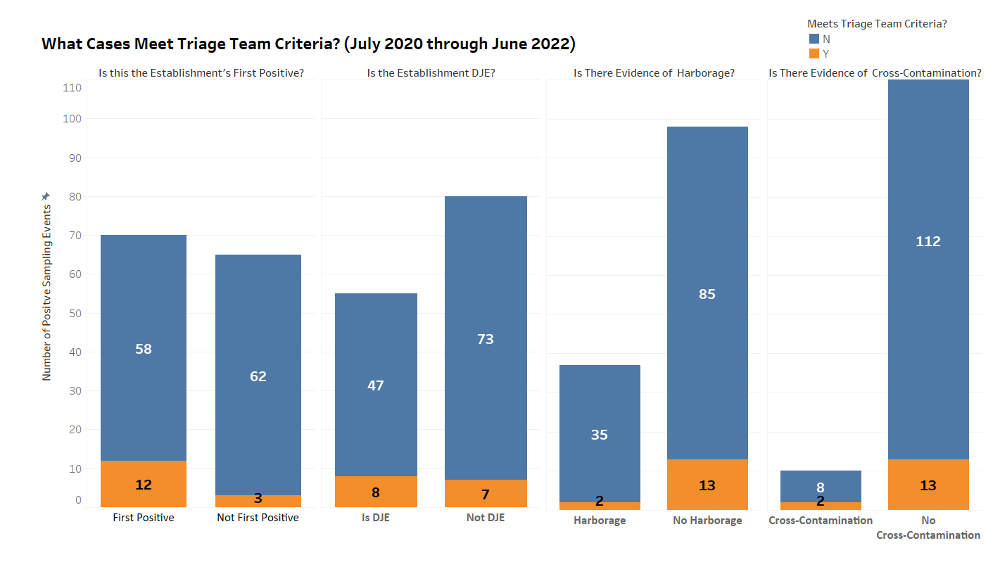 Meets Triage Team Criteria?
N
Y
What Cases Meet Triage Team Criteria? (July 2020 through June 2022)
Is this the Establishment's First Positive?
Is the Establishment DJE?
Is There Evidence of Harborage?
Is There Evidence of Cross-Contamination?
Number of Positve Sampling Events
110
100
90
80
70
60
50
40
30
20
10
0
58
12
62
3
47
8
73
7
35
2
85
13
8
2
112
13
First Positive
Not First Positive
Is DJE
Not DJE
Harborage
No Harborage
Cross-Contamination
No
Cross-Contamination